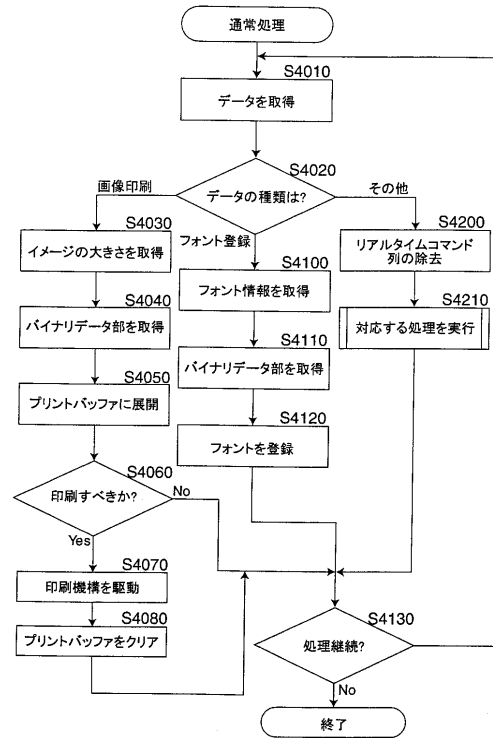 通常処理
S4010
データを取得
S4020
データの種類は?
画像印刷
フォント登録
その他
S4030
イメージの大きさを取得
S4040
バイナリデータ部を取得
S4050
プリントバッファに展開
S4060
印刷すべきか?
No
Yes
S4070
印刷機構を駆動
S4080
プリントバッファをクリア
S4100
フォント情報を取得
S4110
バイナリデータ部を取得
S4120
フォントを登録
S4200
リアルタイムコマンド
列の除去
S4210
対応する処理を実行
S4130
処理継続?
No
終了